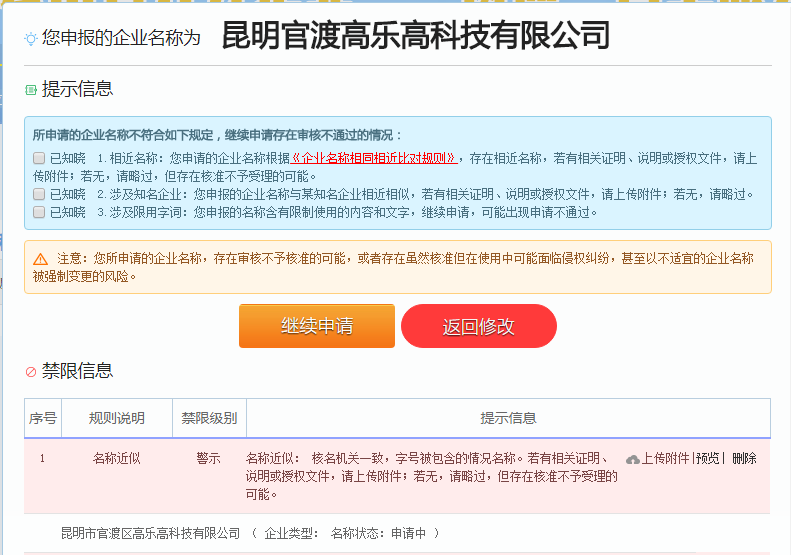 您申报的企业名称为 昆明官渡高乐高科技有限公司
提示信息
所申请的企业名称不符合如下规定，继续申请存在审核不通过的情况：
已知晓 1.相近名称：您申请的企业名称根据《企业名称相同相近比对规则》，存在相近名称，若有相关证明、说明或授权文件，请上
传附件；若无，请略过，但存在核准不予受理的可能。
已知晓 2.涉及知名企业：您申报的企业名称与某知名企业相近相似，若有相关证明、说明或授权文件，请上传附件；若无，请略过。
已知晓 3.涉及限用字词：您申报的名称含有限制使用的内容和文字，继续申请，可能出现申请不通过。
注意：您所申请的企业名称，存在审核不予核准的可能，或者存在虽然核准但在使用中可能面临侵权纠纷，甚至以不适宜的企业名称
被强制变更的风险。
继续申请 返回修改
禁限信息
序号 规则说明 禁限级别 提示信息
1 名称近似 警示 名称近似： 核名机关一致，字号被包含的情况名称。若有相关证明、 上传附件|预览| 删除
说明或授权文件，请上传附件；若无，请略过，但存在核准不予受理的
可能。
昆明市官渡区高乐高科技有限公司 （ 企业类型： 名称状态：申请中 ）